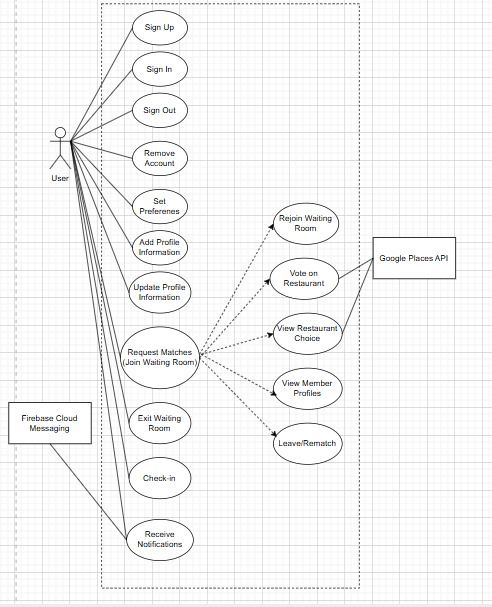 Sign Up
Sign In
Sign Out
User
Remove
Account
Set
Preferenes
Add Profile
Information
Update Profile
Information
Request Matches
(Join Waiting Room)
Exit Waiting
Room
Check-in
Receive
Notifications
Firebase Cloud
Messaging
Rejoin Waiting
Room
Vote on
Restaurant
View Restaurant
Choice
View Member
Profiles
Leave/Rematch
Google Places API